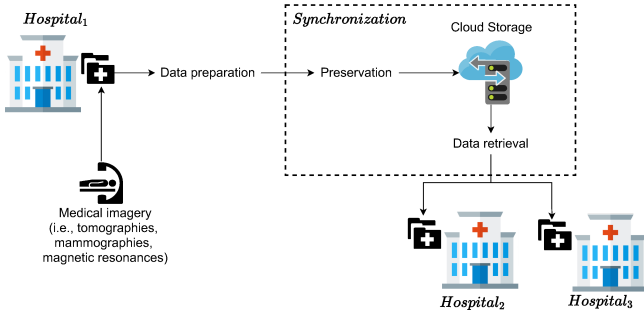 Hospital₁
Synchronization
Cloud Storage
Data preparation
Preservation
Data retrieval
Medical imagery
(i.e., tomographies,
mammographies,
magnetic resonances)
Hospital₂
Hospital₃